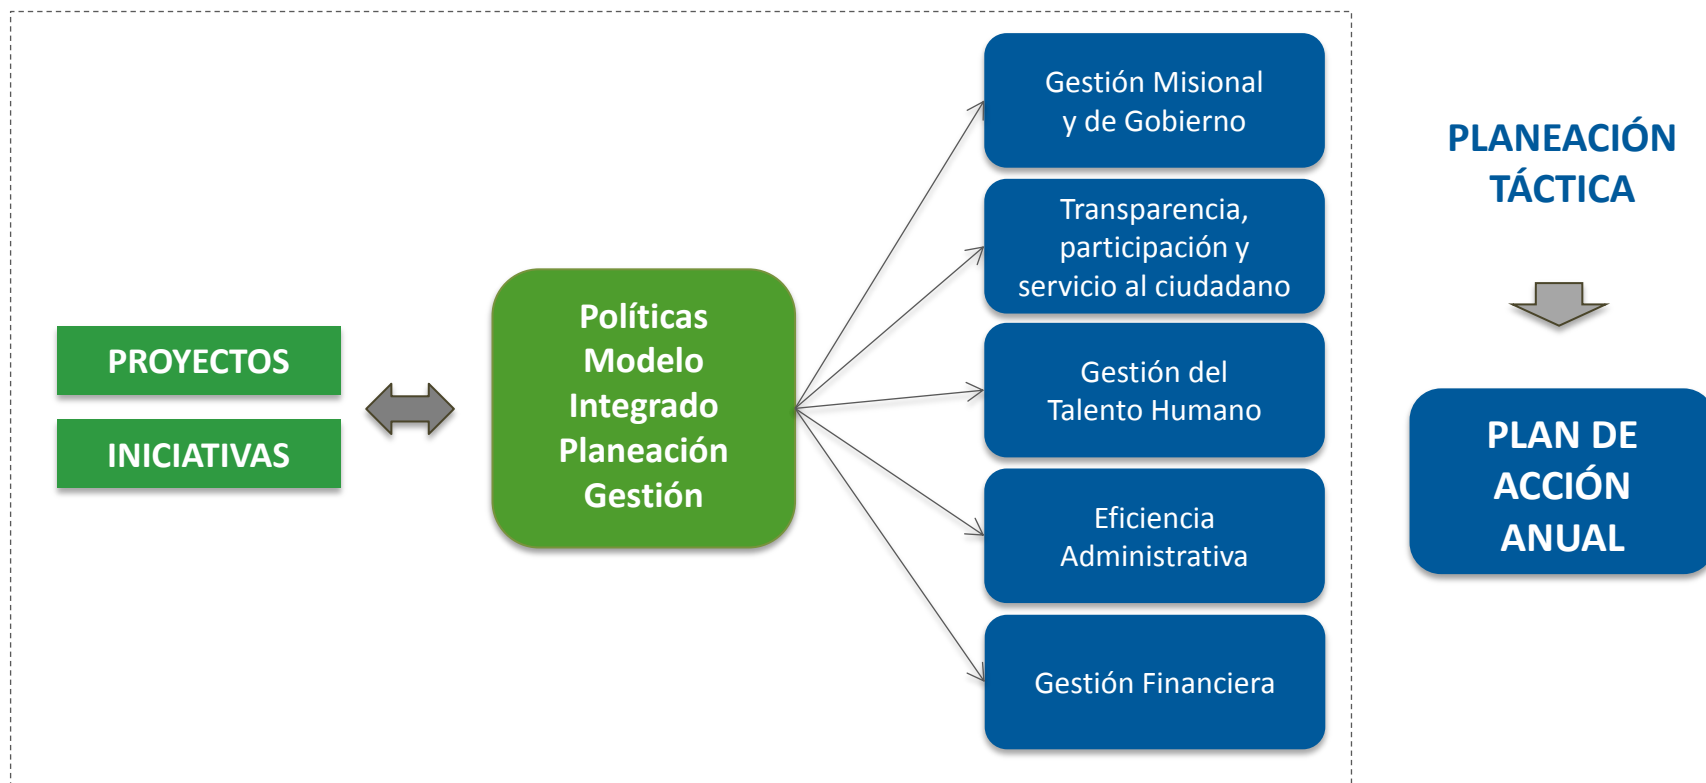 PROYECTOS
INICIATIVAS
Políticas
Modelo
Integrado
Planeación
Gestión
Gestión Misional
y de Gobierno
Transparencia,
participación y
servicio al ciudadano
Gestión del
Talento Humano
Eficiencia
Administrativa
Gestión Financiera
PLANEACIÓN
TÁCTICA
PLAN DE
ACCIÓN
ANUAL